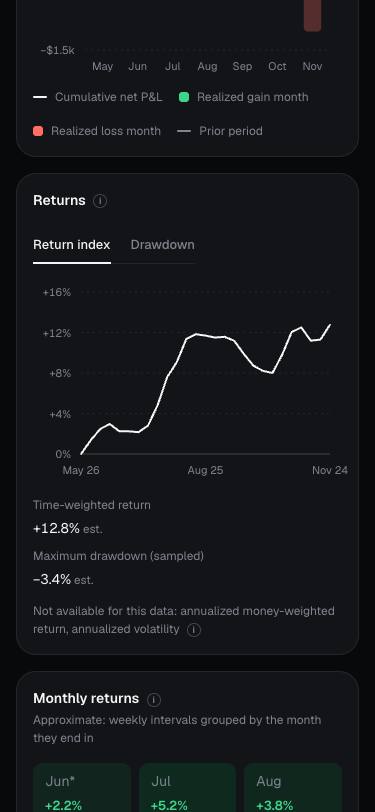 –$1.5k
May Jun Jul Aug Sep Oct Nov
Cumulative net P&L Realized gain month
Realized loss month Prior period
Returns
Return index Drawdown
+16%
+12%
+8%
+4%
0%
May 26 Aug 25 Nov 24
Time-weighted return
+12.8% est.
Maximum drawdown (sampled)
–3.4% est.
Not available for this data: annualized money-weighted
return, annualized volatility
Monthly returns
Approximate: weekly intervals grouped by the month
they end in
Jun* Jul Aug
+2.2% +5.2% +3.8%